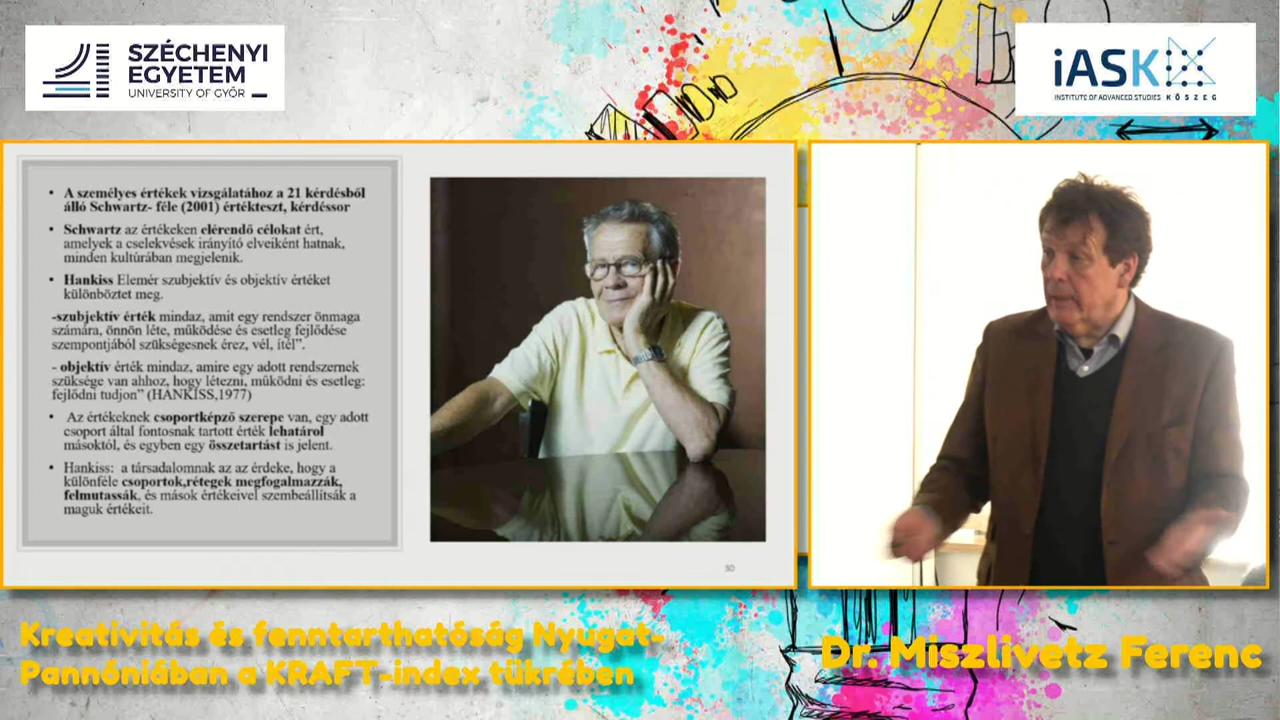 SZÉCHENYI
EGYETEM
UNIVERSITY OF GYŐR
iASK
INSTITUTE OF ADVANCED STUDIES KŐSZEG
• A személyes értékek vizsgálatához a 21 kérdésből
álló Schwartz- féle (2001) értékteszt, kérdéssor
• Schwartz az értékeken elérendő célokat ért,
amelyek a cselekvések irányító elveiként hatnak,
minden kultúrában megjelenik.
• Hankiss Elemér szubjektív és objektív értéket
különböztet meg.
-szubjektív érték mindaz, amit egy rendszer önmaga
számára, önnön léte, működése és esetleg fejlődése
szempontjából szükségesnek érez, vél, ítél”.
- objektív érték mindaz, amire egy adott rendszernek
szüksége van ahhoz, hogy létezni, működni és esetleg:
fejlődni tudjon” (HANKISS,1977)
• Az értékeknek csoportképző szerepe van, egy adott
csoport által fontosnak tartott érték lehatárol
másoktól, és egyben egy összetartást is jelent.
• Hankiss: a társadalomnak az az érdeke, hogy a
különféle csoportok,rétegek megfogalmazzák,
felmutassák, és mások értékeivel szembeállítsák a
maguk értékeit.
30
Kreativitás és fenntarthatóság Nyugat-
Pannóniában a KRAFT-index tükrében
Dr. Miszlivetz Ferenc